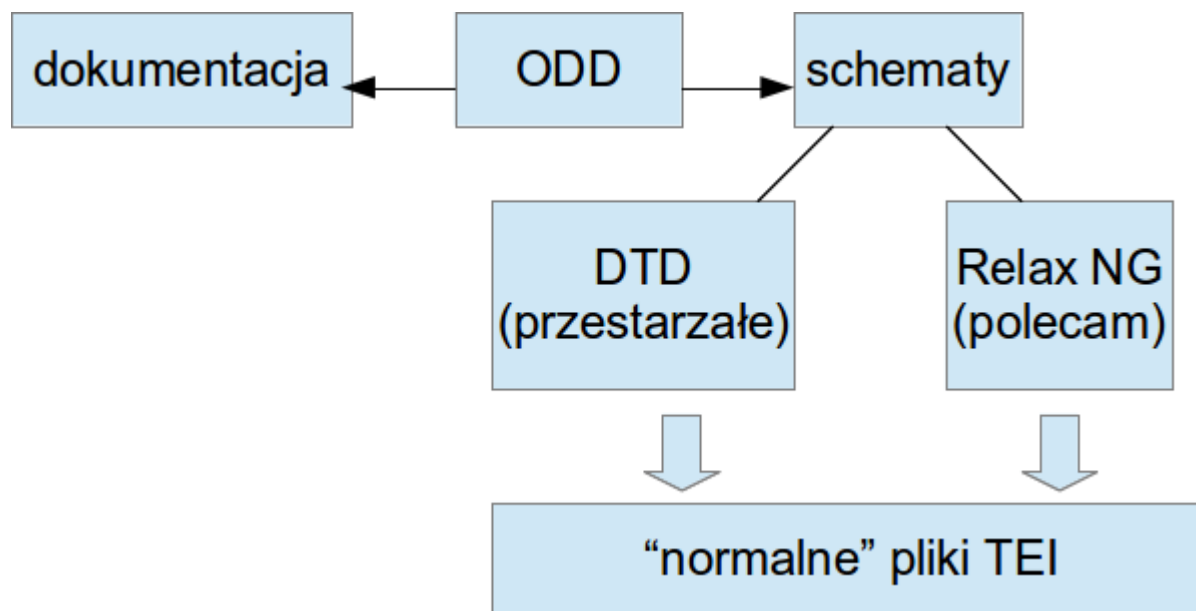 dokumentacja
ODD
schematy
DTD
(przestarzałe)
Relax NG
(polecam)
“normalne” pliki TEI